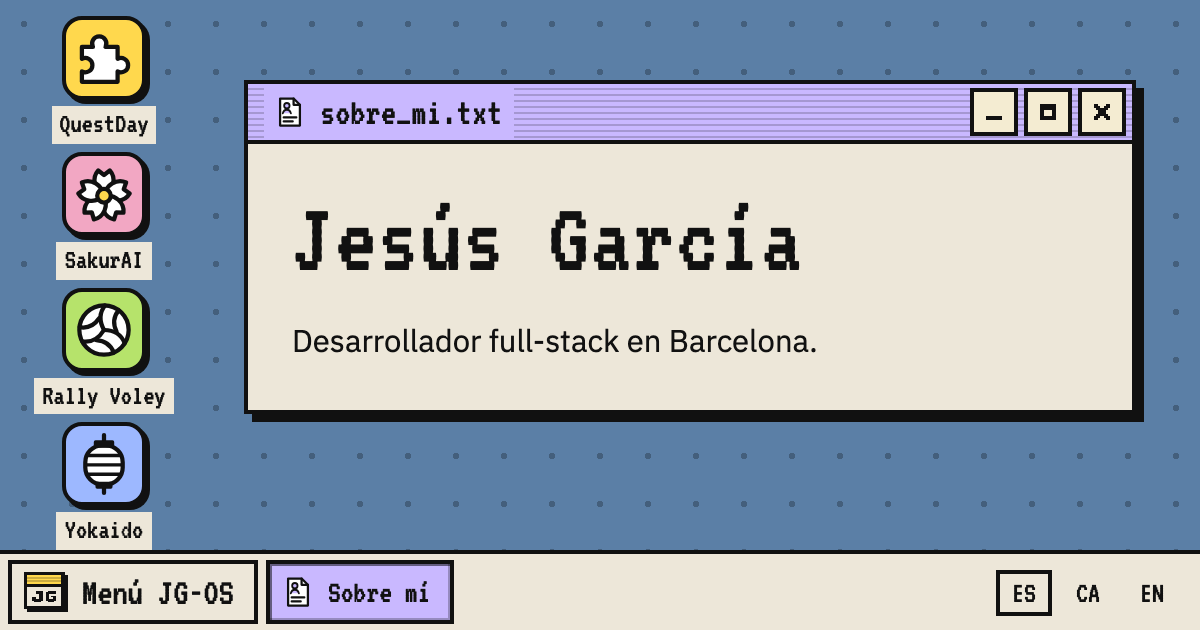 QuestDay
SakurAI
Rally Voley
Yokaido
sobre_mi.txt
Jesús García
Desarrollador full-stack en Barcelona.
JG Menú JG-OS
Sobre mí
ES CA EN